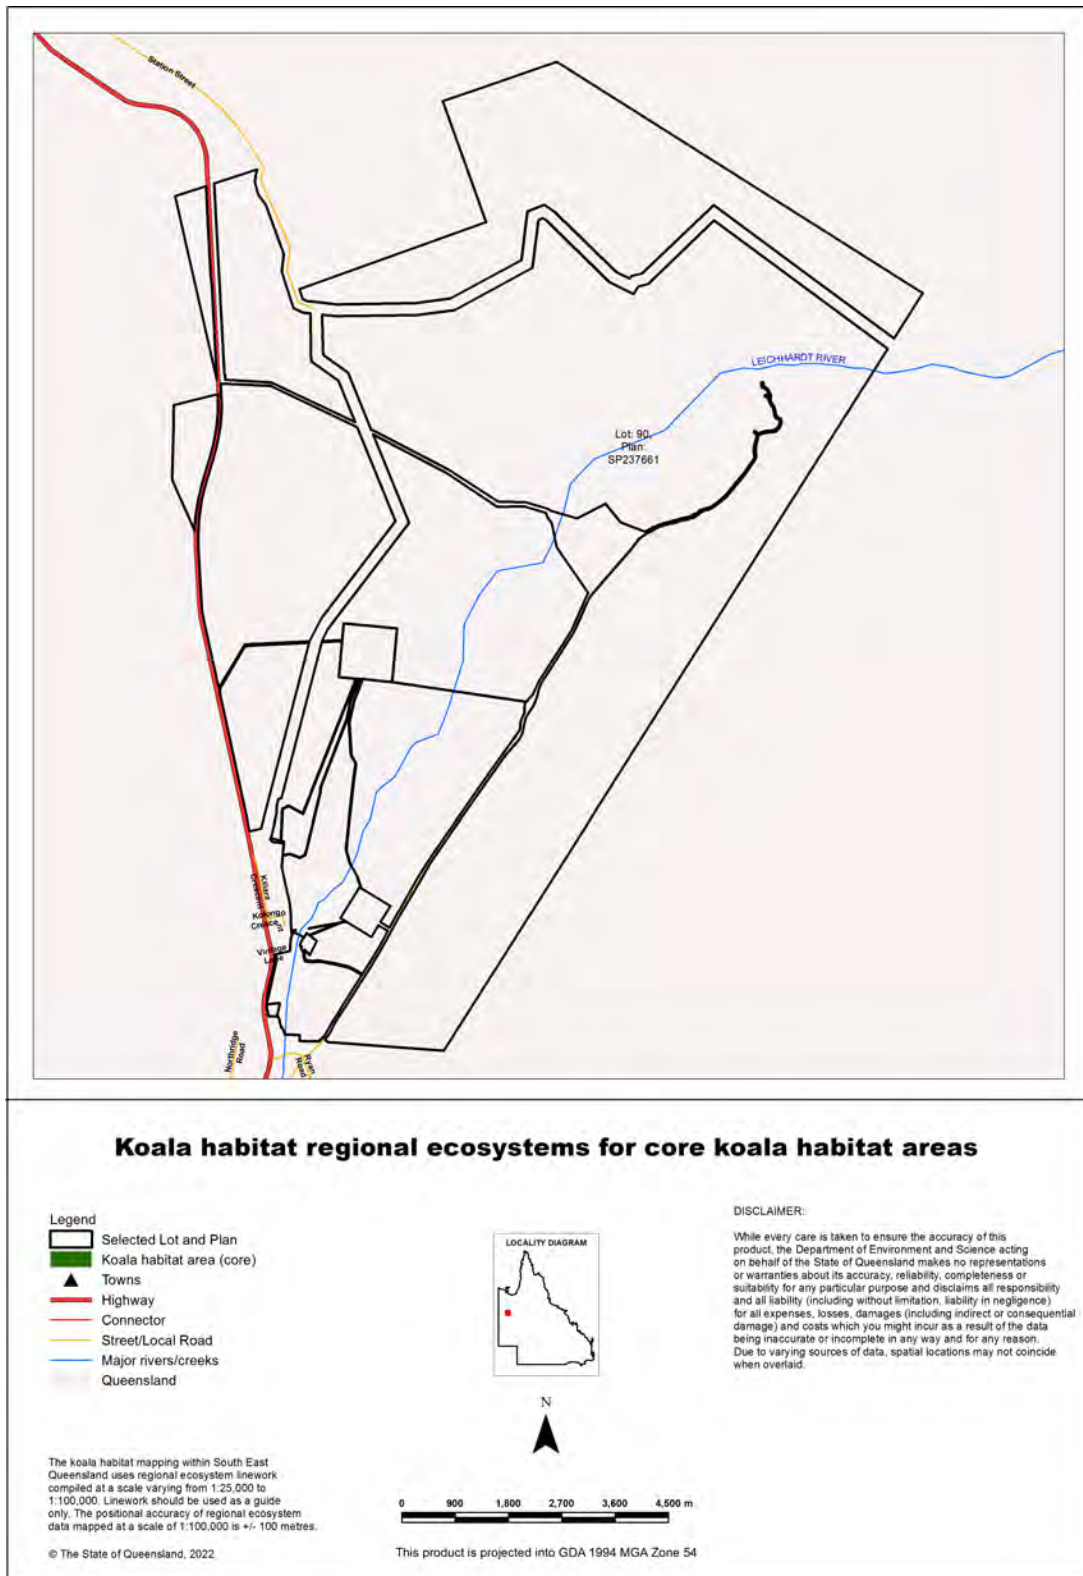 Station Street
LEICHHARDT RIVER
Lot: 90,
Plan:
SP237661
Killara
Crescent
Kolongo
Crescent
Vintage
Lane
Northridge
Road
Ryan
Road
Koala habitat regional ecosystems for core koala habitat areas
Legend
Selected Lot and Plan
Koala habitat area (core)
Towns
Highway
Connector
Street/Local Road
Major rivers/creeks
Queensland
The koala habitat mapping within South East
Queensland uses regional ecosystem linework
compiled at a scale varying from 1:25,000 to
1:100,000. Linework should be used as a guide
only. The positional accuracy of regional ecosystem
data mapped at a scale of 1:100,000 is +/- 100 metres.
© The State of Queensland, 2022
LOCALITY DIAGRAM
N
0 900 1,800 2,700 3,600 4,500 m
This product is projected into GDA 1994 MGA Zone 54
DISCLAIMER:
While every care is taken to ensure the accuracy of this
product, the Department of Environment and Science acting
on behalf of the State of Queensland makes no representations
or warranties about its accuracy, reliability, completeness or
suitability for any particular purpose and disclaims all responsibility
and all liability (including without limitation, liability in negligence)
for all expenses, losses, damages (including indirect or consequential
damage) and costs which you might incur as a result of the data
being inaccurate or incomplete in any way and for any reason.
Due to varying sources of data, spatial locations may not coincide
when overlaid.